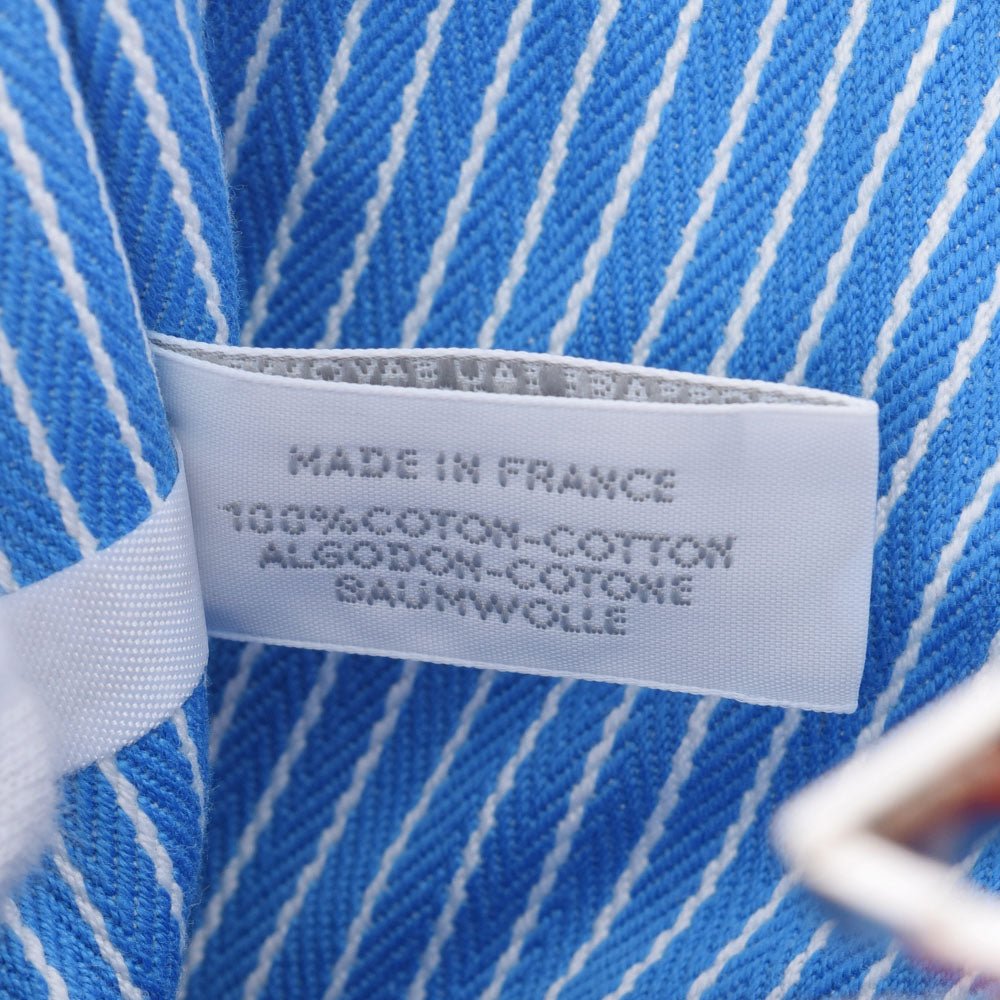 MADE IN FRANCE
100% COTON-COTTON
ALGODON-COTONE
BAUMWOLLE